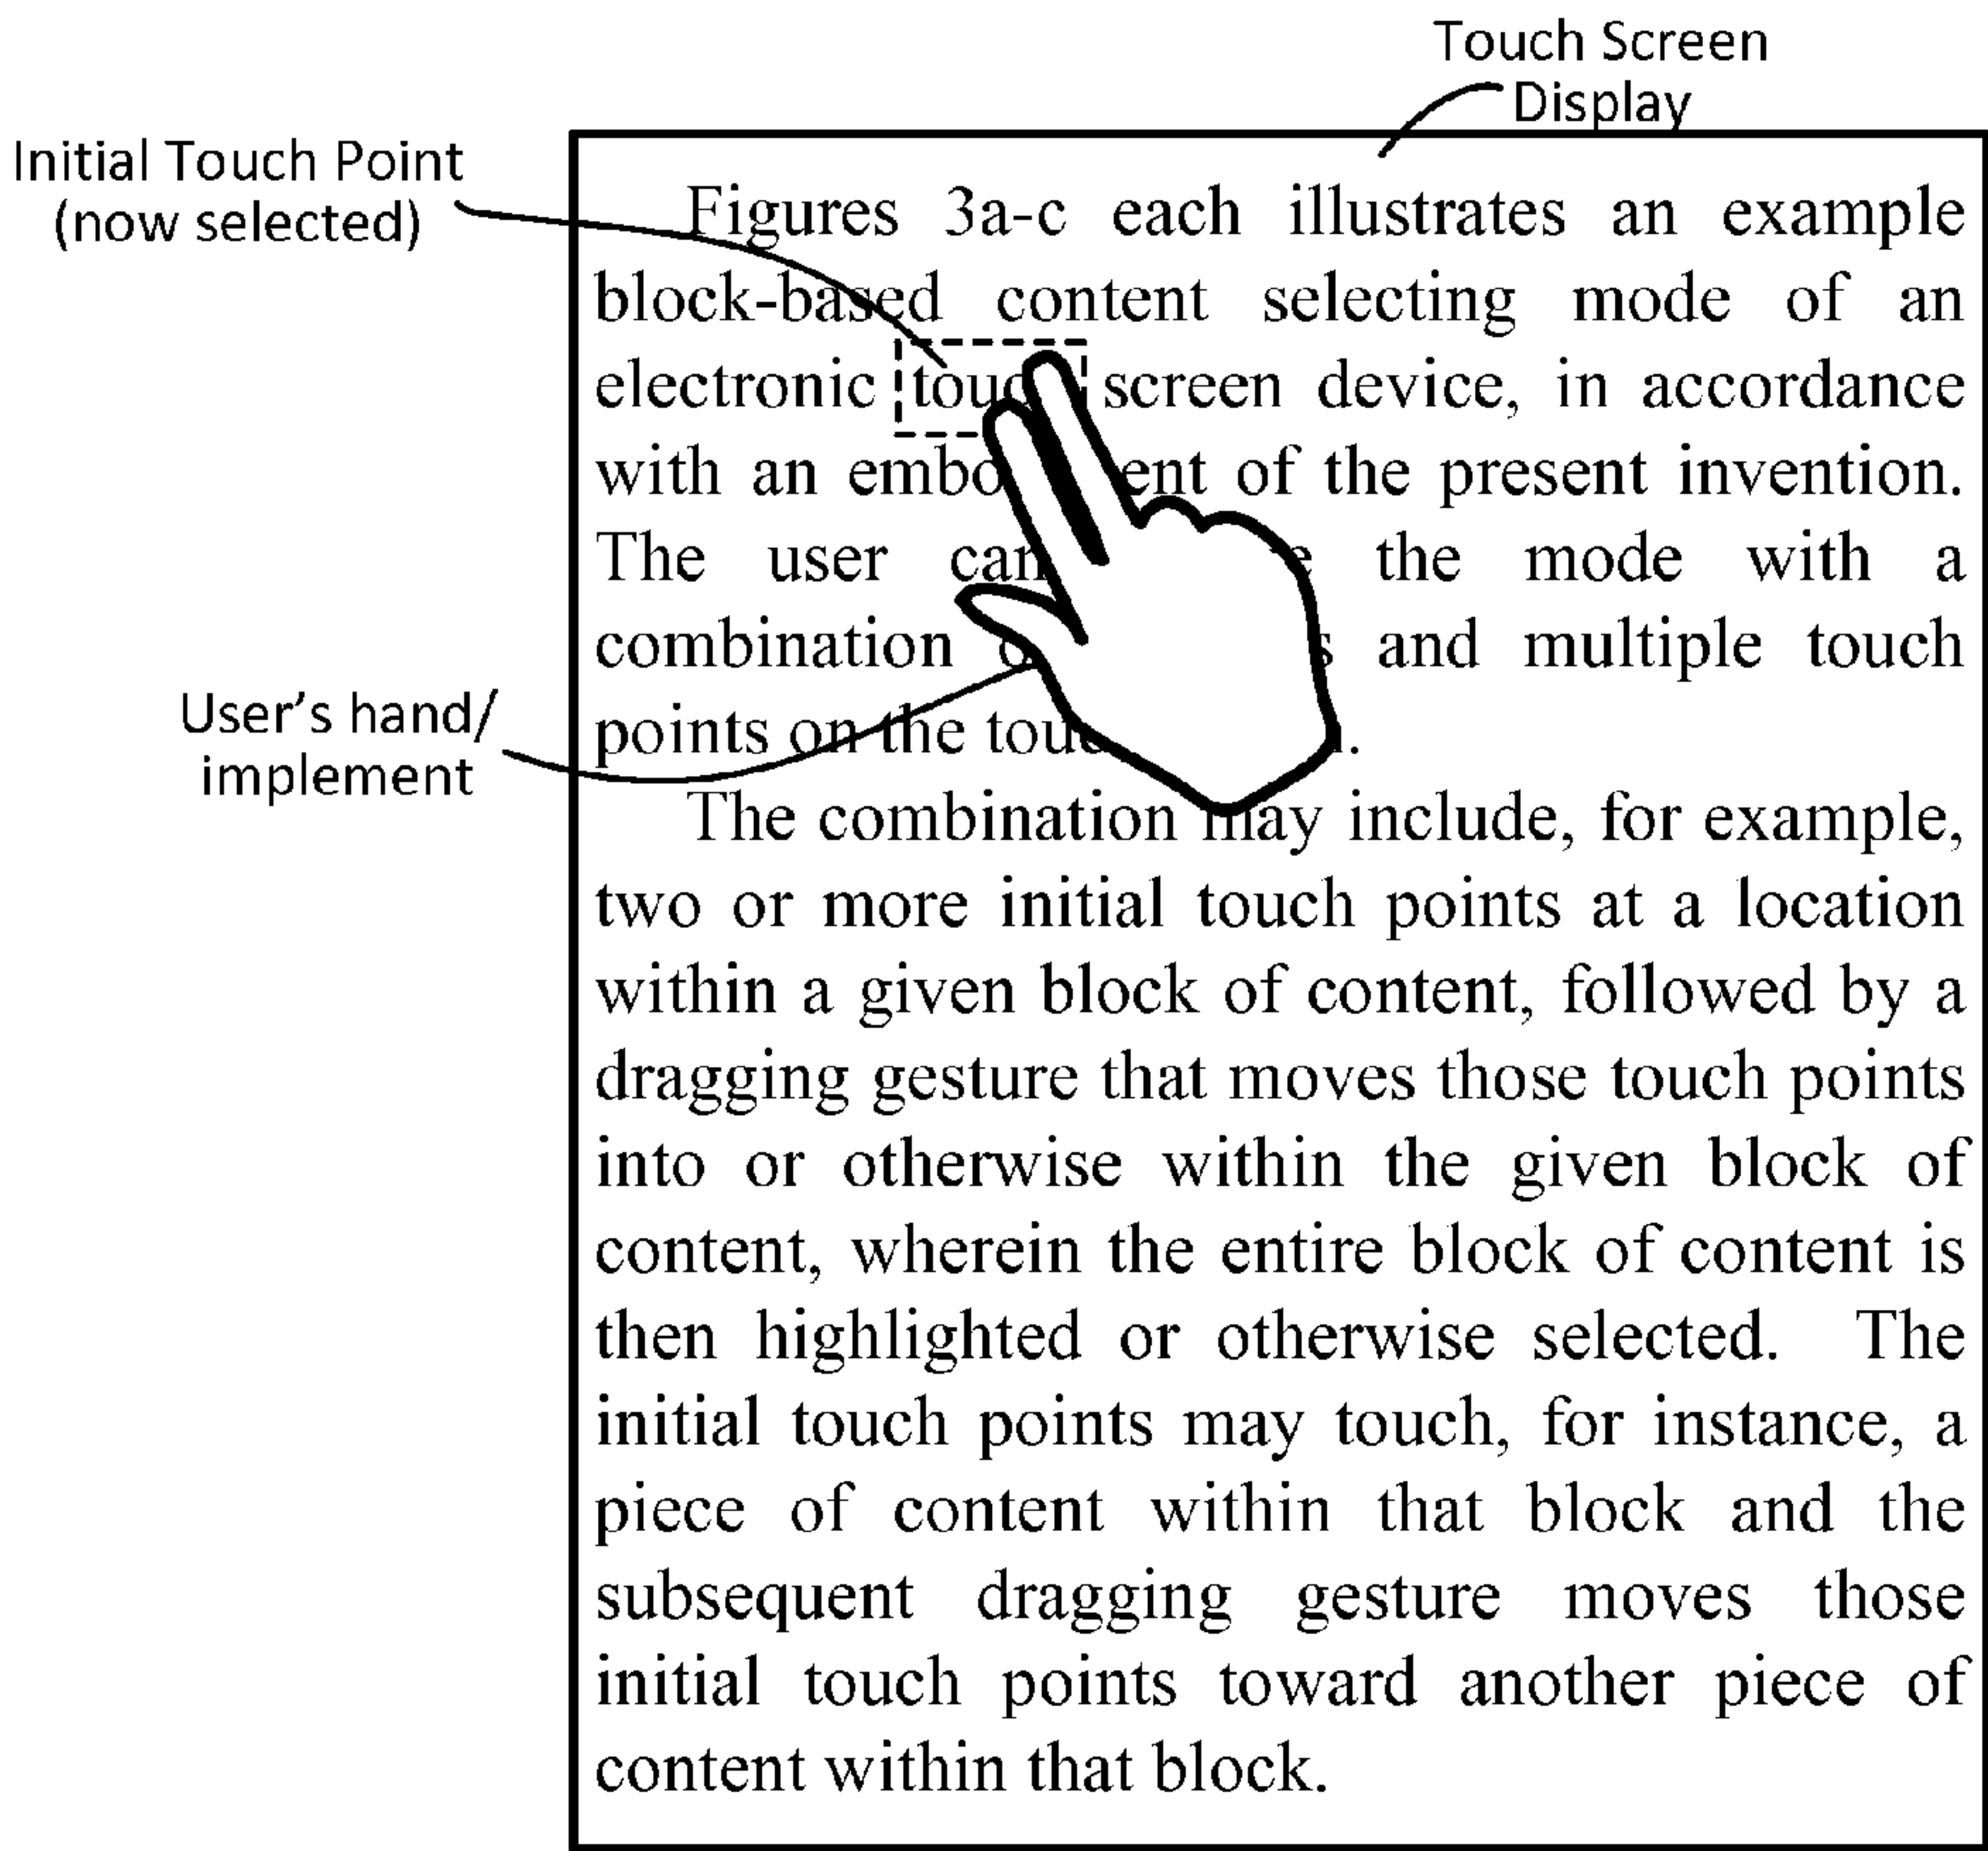 Touch Screen
Display
Initial Touch Point
(now selected)
Figures 3a-c each illustrates an example
block-based content selecting mode of an
electronic screen device, in accordance
with an of the present invention.
The user the mode with a
combination and multiple touch
points on the
User's hand/
implement
The combination may include, for example,
two or more initial touch points at a location
within a given block of content, followed by a
dragging gesture that moves those touch points
into or otherwise within the given block of
content, wherein the entire block of content is
then highlighted or otherwise selected. The
initial touch points may touch, for instance, a
piece of content within that block and the
subsequent dragging gesture moves those
initial touch points toward another piece of
content within that block.